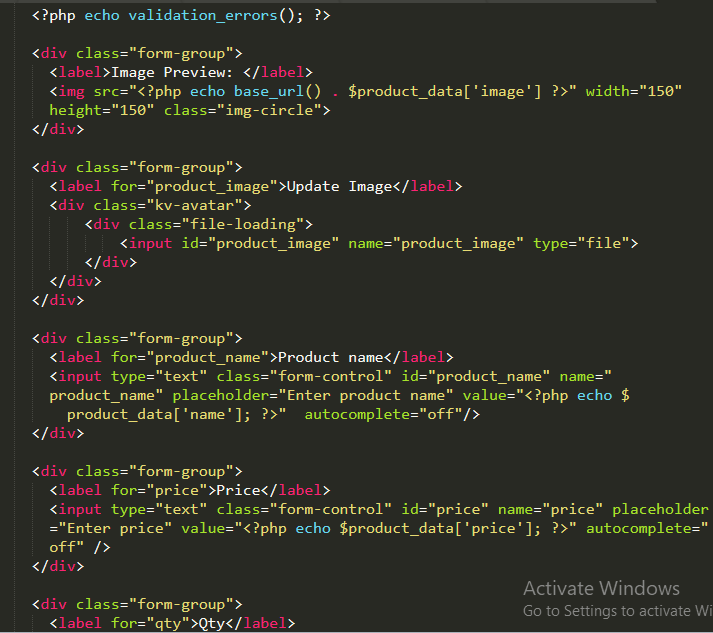 <?php echo validation_errors(); ?>
<div class="form-group">
<label>Image Preview: </label>
<img src="<?php echo base_url() . $product_data['image'] ?>" width="150"
height="150" class="img-circle">
</div>
<div class="form-group">
<label for="product_image">Update Image</label>
<div class="kv-avatar">
<div class="file-loading">
<input id="product_image" name="product_image" type="file">
</div>
</div>
</div>
<div class="form-group">
<label for="product_name">Product name</label>
<input type="text" class="form-control" id="product_name" name="
product_name" placeholder="Enter product name" value="<?php echo $
product_data['name']; ?>"  autocomplete="off"/>
</div>
<div class="form-group">
<label for="price">Price</label>
<input type="text" class="form-control" id="price" name="price" placeholder
="Enter price" value="<?php echo $product_data['price']; ?>" autocomplete="
off" />
</div>
<div class="form-group">
<label for="qty">Qty</label>
Activate Windows
Go to Settings to activate Wi